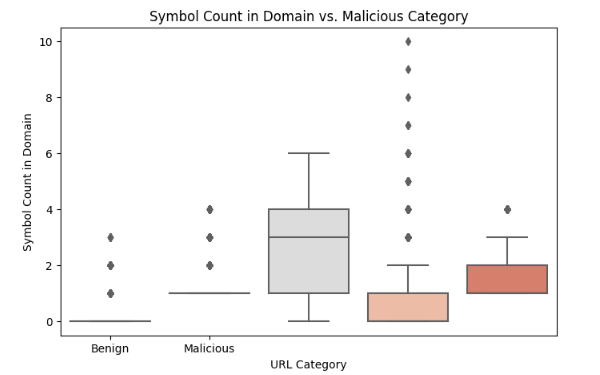 Symbol Count in Domain vs. Malicious Category
10
8
6
4
2
0
Symbol Count in Domain
Benign Malicious
URL Category